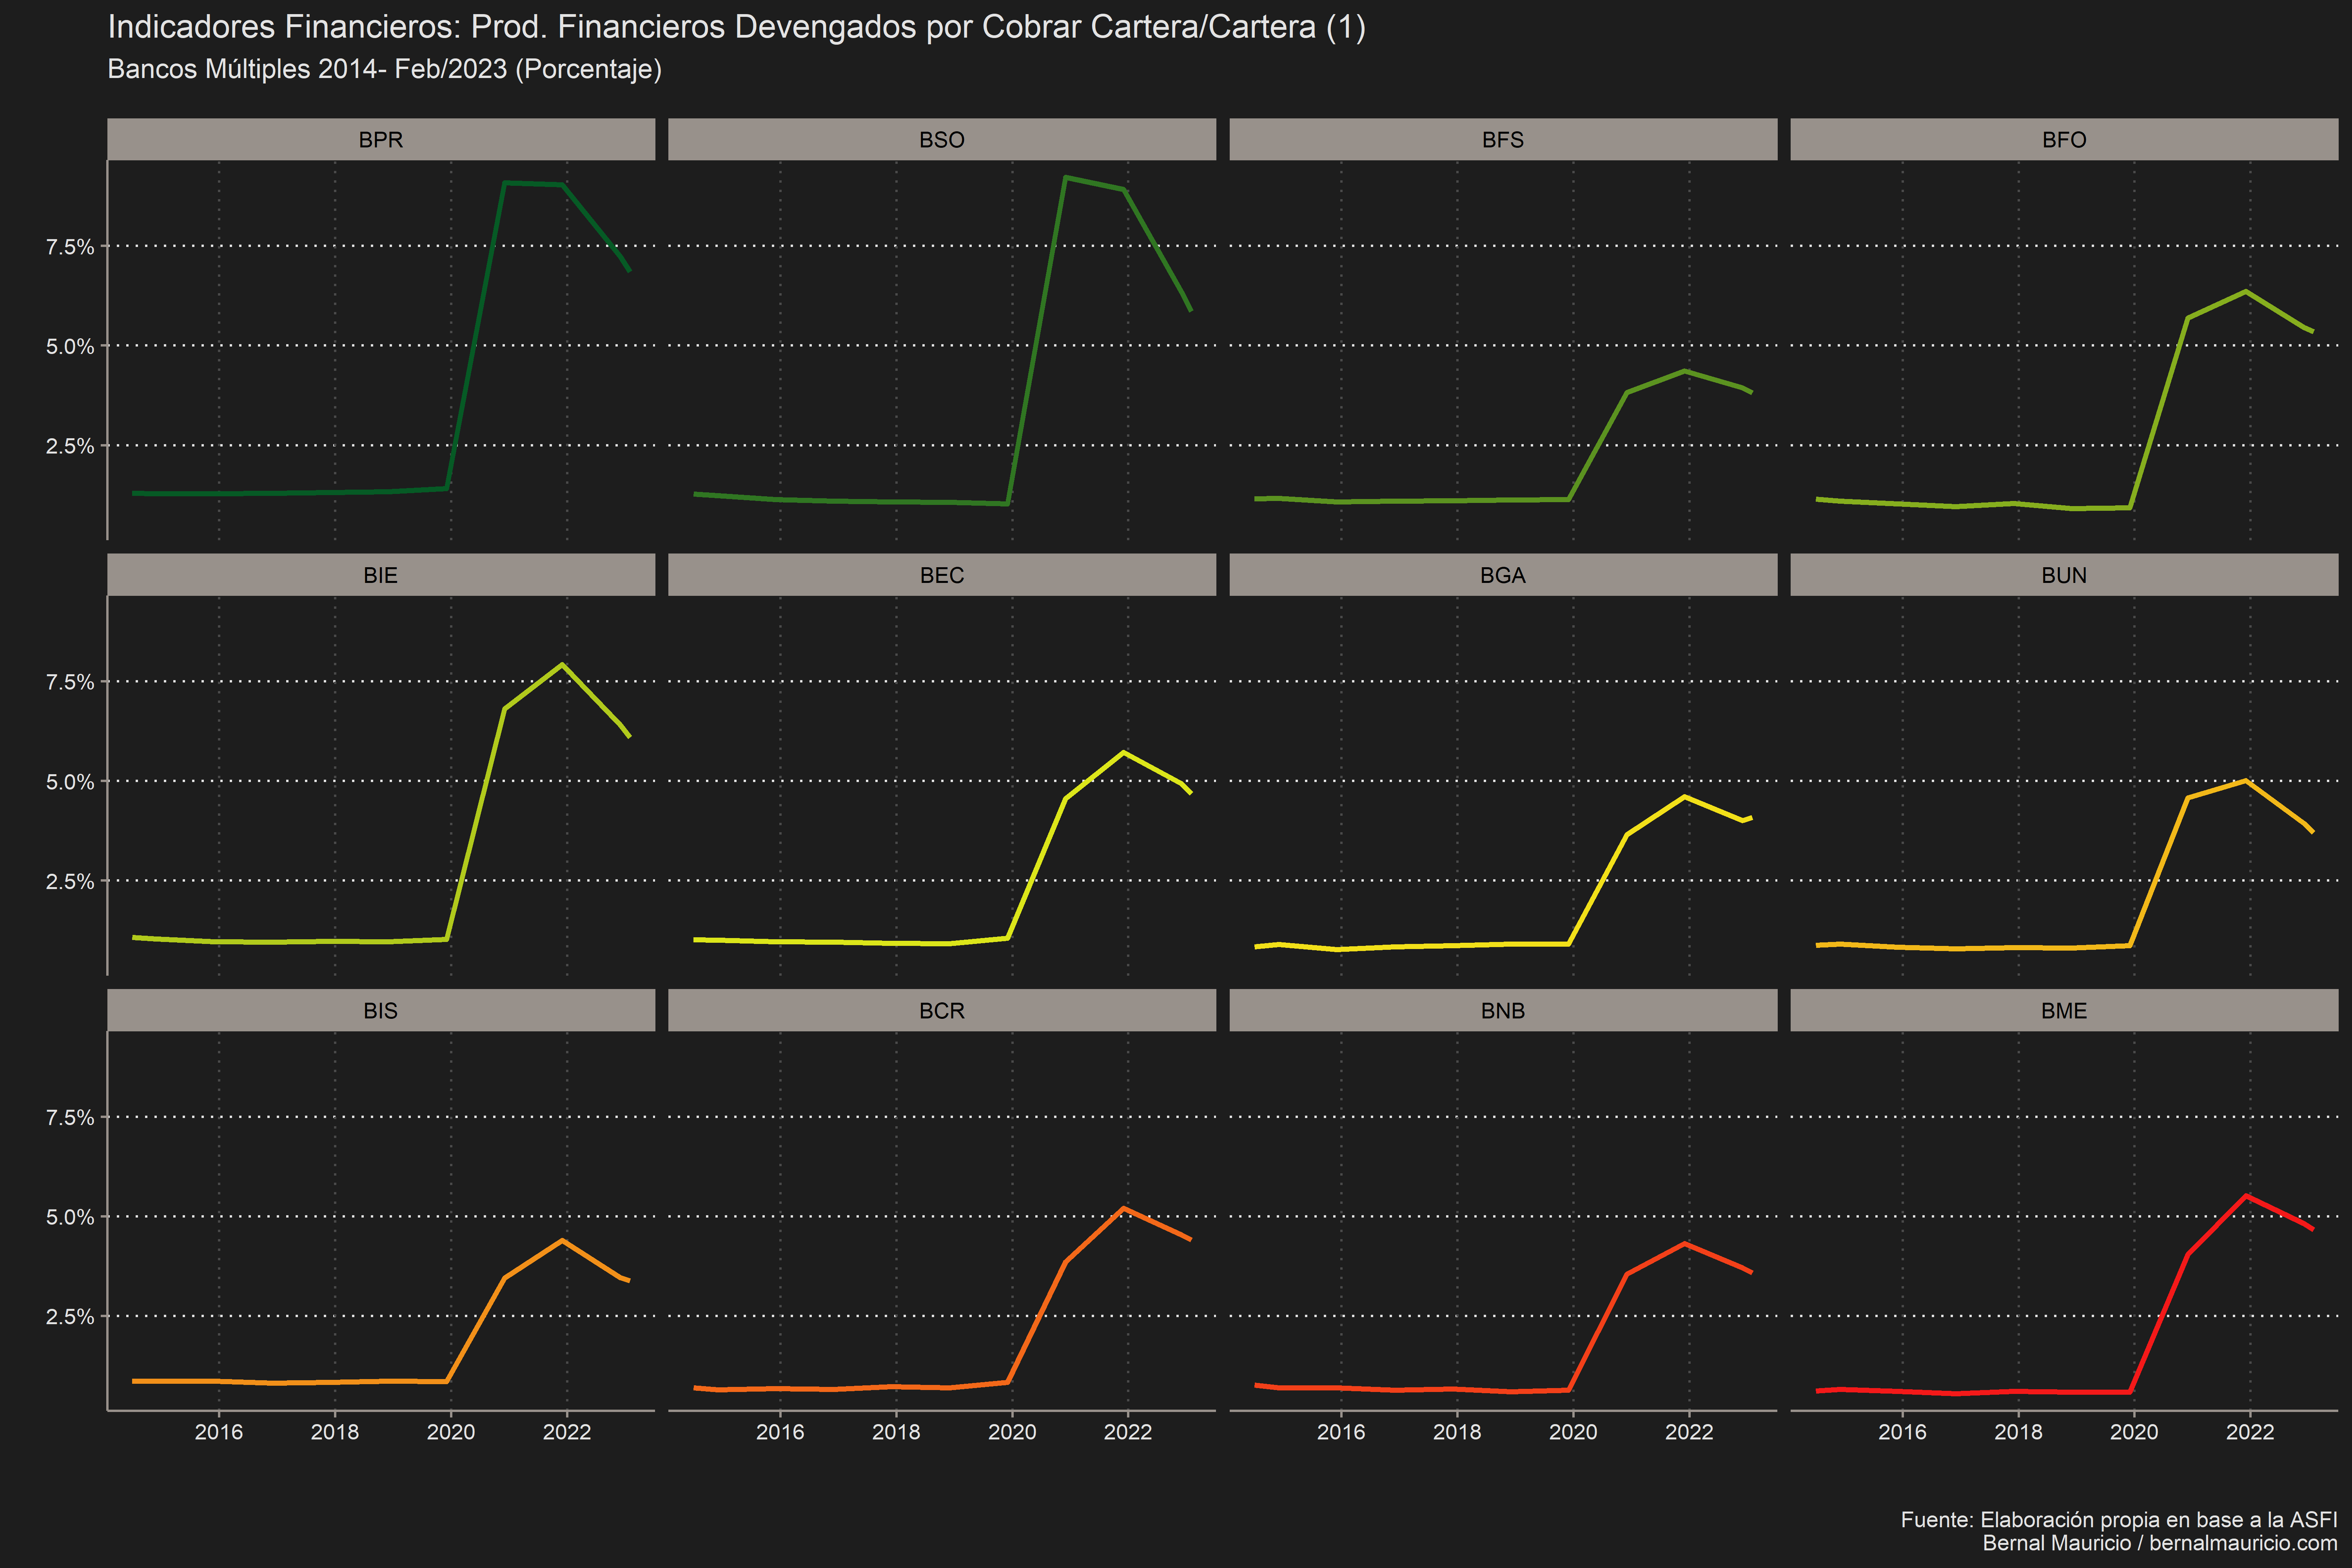 Indicadores Financieros: Prod. Financieros Devengados por Cobrar Cartera/Cartera (1)
Bancos Múltiples 2014- Feb/2023 (Porcentaje)
BPR BSO BFS BFO
7.5%
5.0%
2.5%
BIE BEC BGA BUN
7.5%
5.0%
2.5%
BIS BCR BNB BME
7.5%
5.0%
2.5%
2016 2018 2020 2022 2016 2018 2020 2022 2016 2018 2020 2022 2016 2018 2020 2022
Fuente: Elaboración propia en base a la ASFI
Bernal Mauricio / bernalmauricio.com